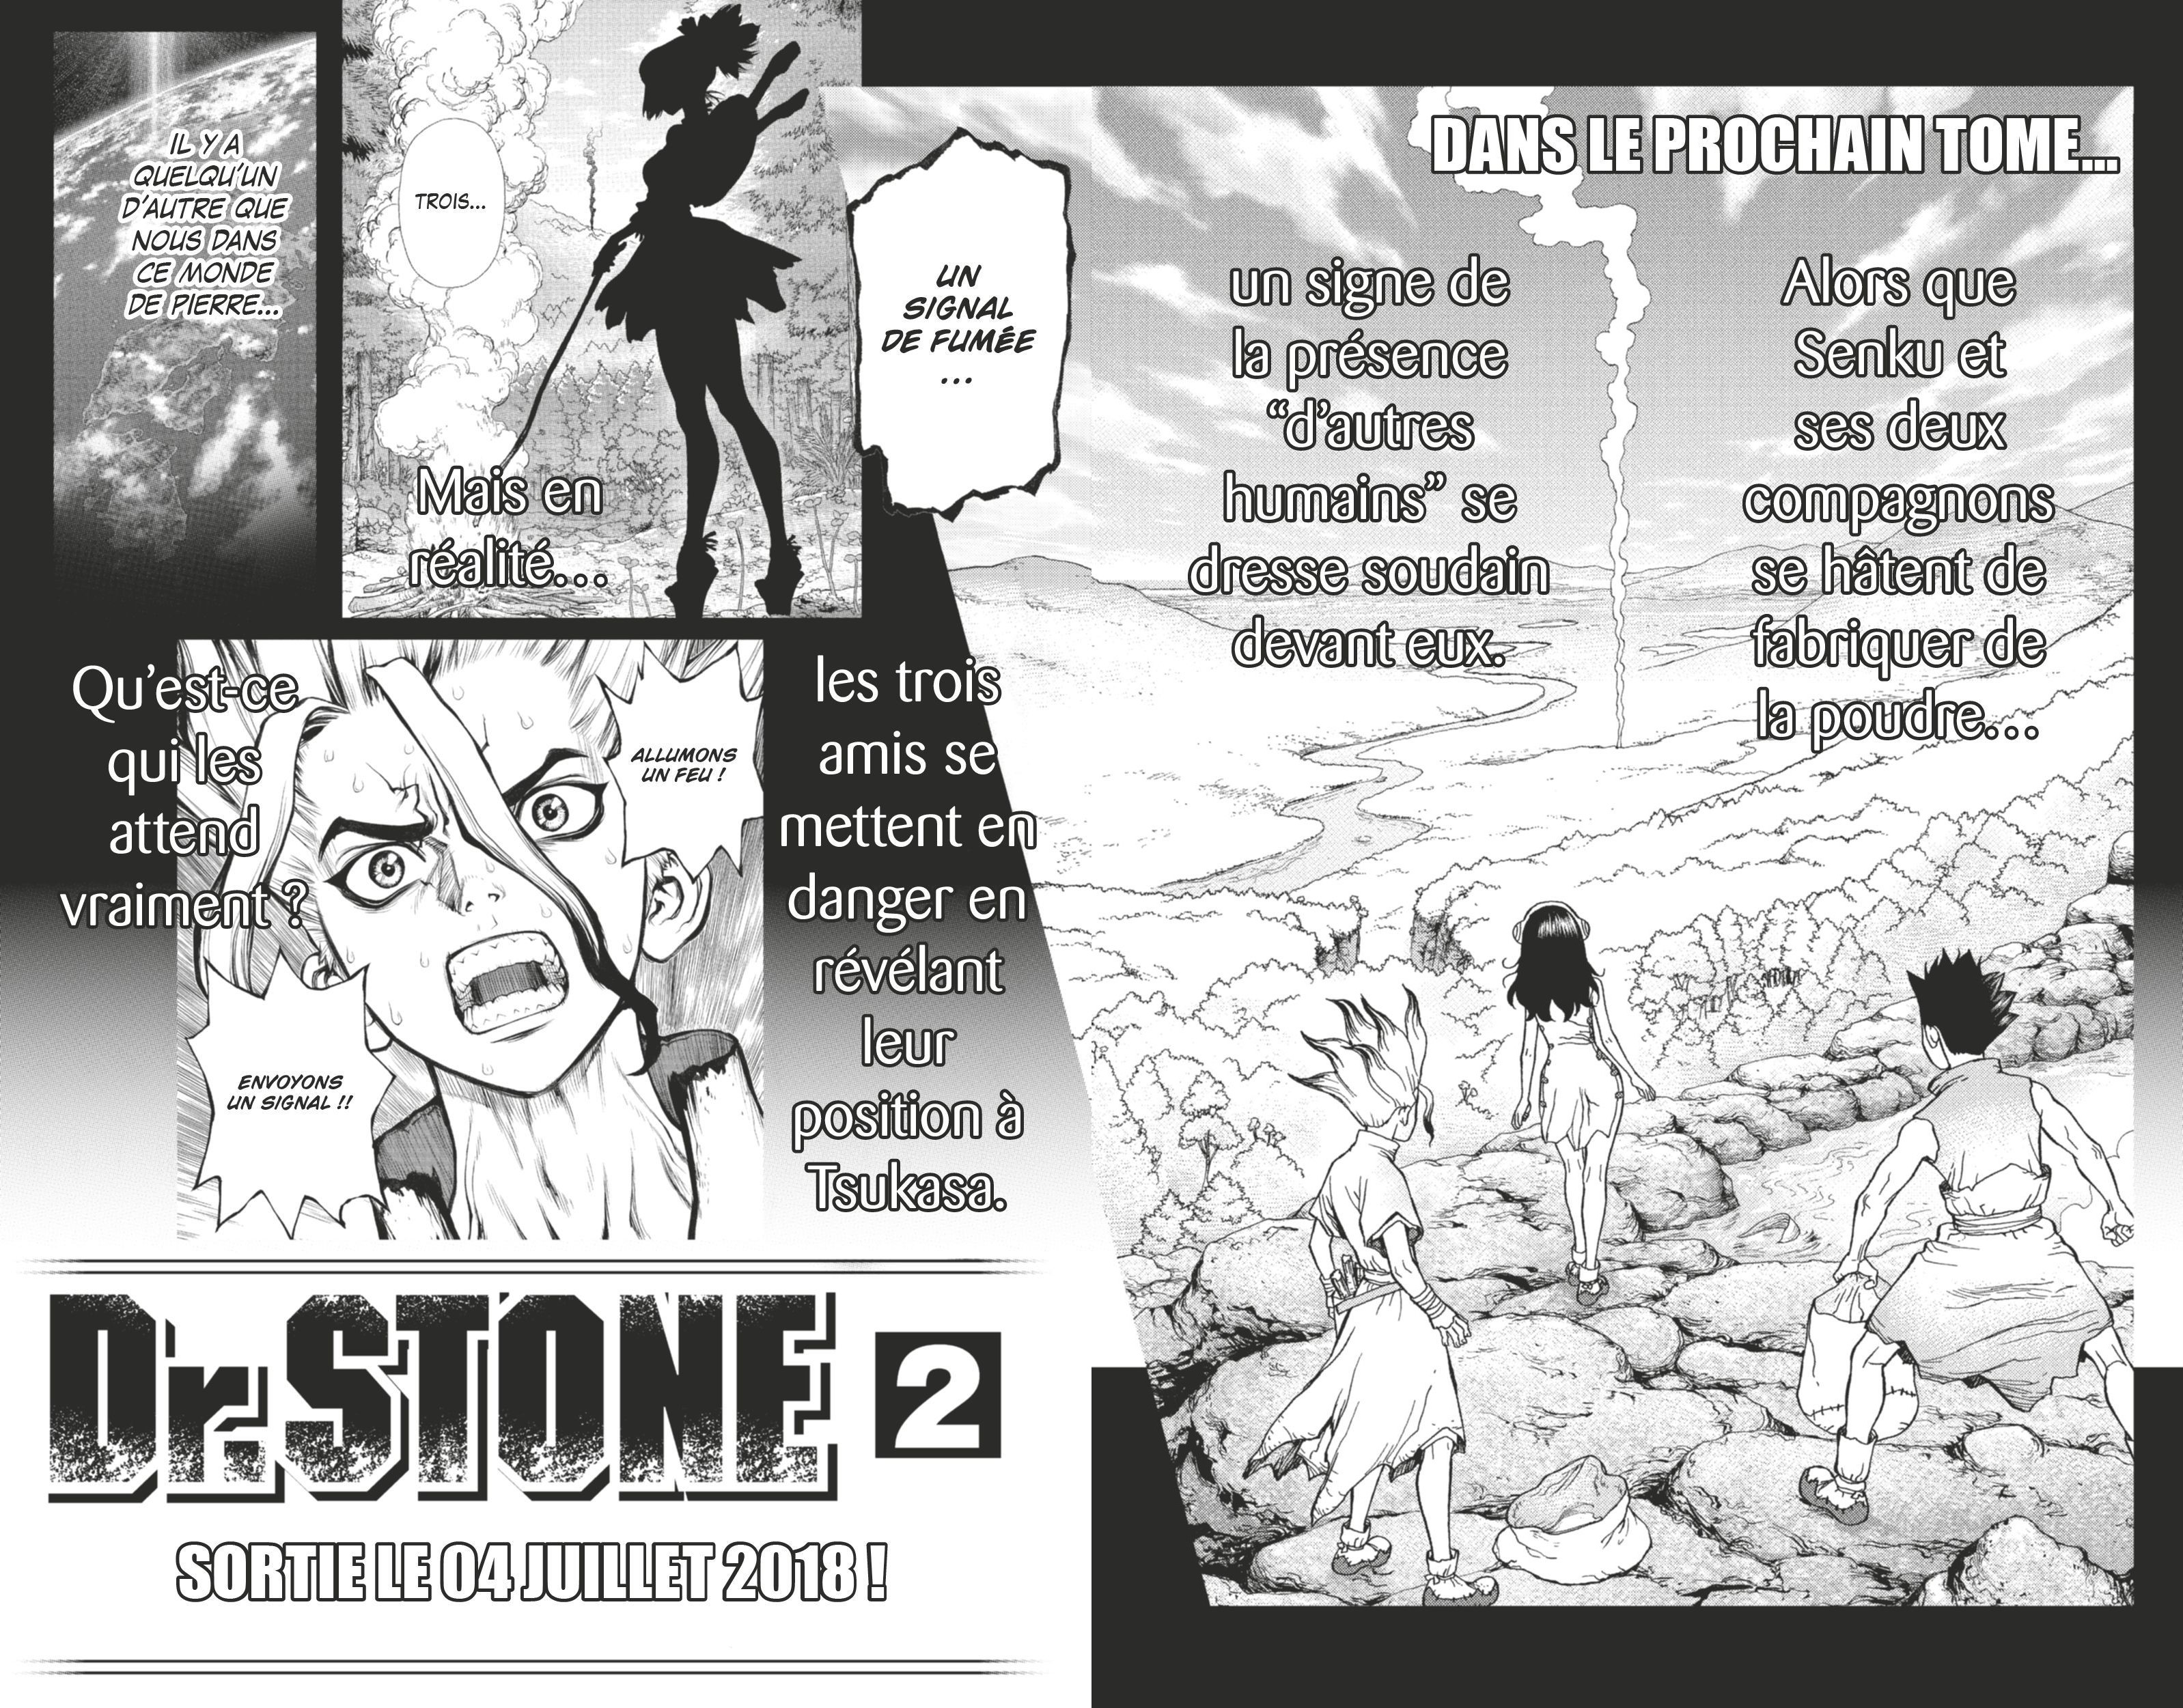 DANS LE PROCHAIN TOME...
Alors que
Senku et
ses deux
compagnons
se hâtent de
fabriquer de
la poudre...
un signe de
la présence
“d’autres
humains” se
dresse soudain
devant eux.
UN
SIGNAL
DE FUMÉE
...
TROIS...
Mais en
réalité...
IL Y A
QUELQU'UN
D'AUTRE QUE
NOUS DANS
CE MONDE
DE PIERRE...
les trois
amis se
mettent en
danger en
révélant
leur
position à
Tsukasa.
ALLUMONS
UN FEU !
ENVOYONS
UN SIGNAL !!
Qu’est-ce
qui les
attend
vraiment ?
Dr.STONE 2
SORTIE LE 04 JUILLET 2018 !